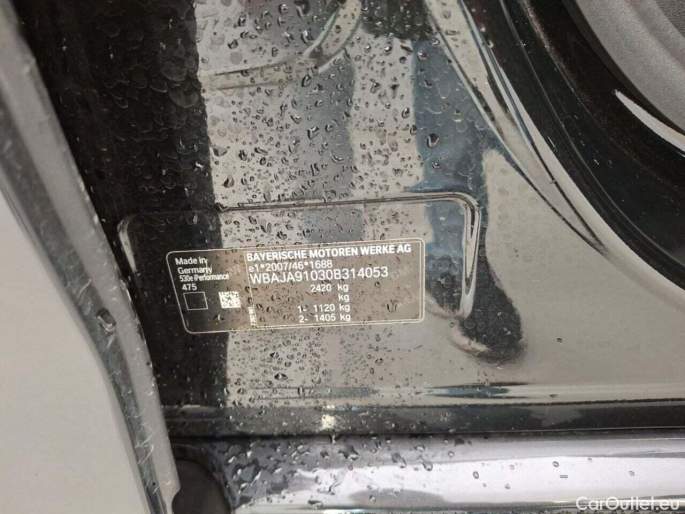 Made in
Germany
530e iPerformance
475
BAYERISCHE MOTOREN WERKE AG
e1*2007/46*1688
WBAJA91030B314053
2420 kg
kg
1- 1120 kg
2- 1405 kg
CarOutlet.eu